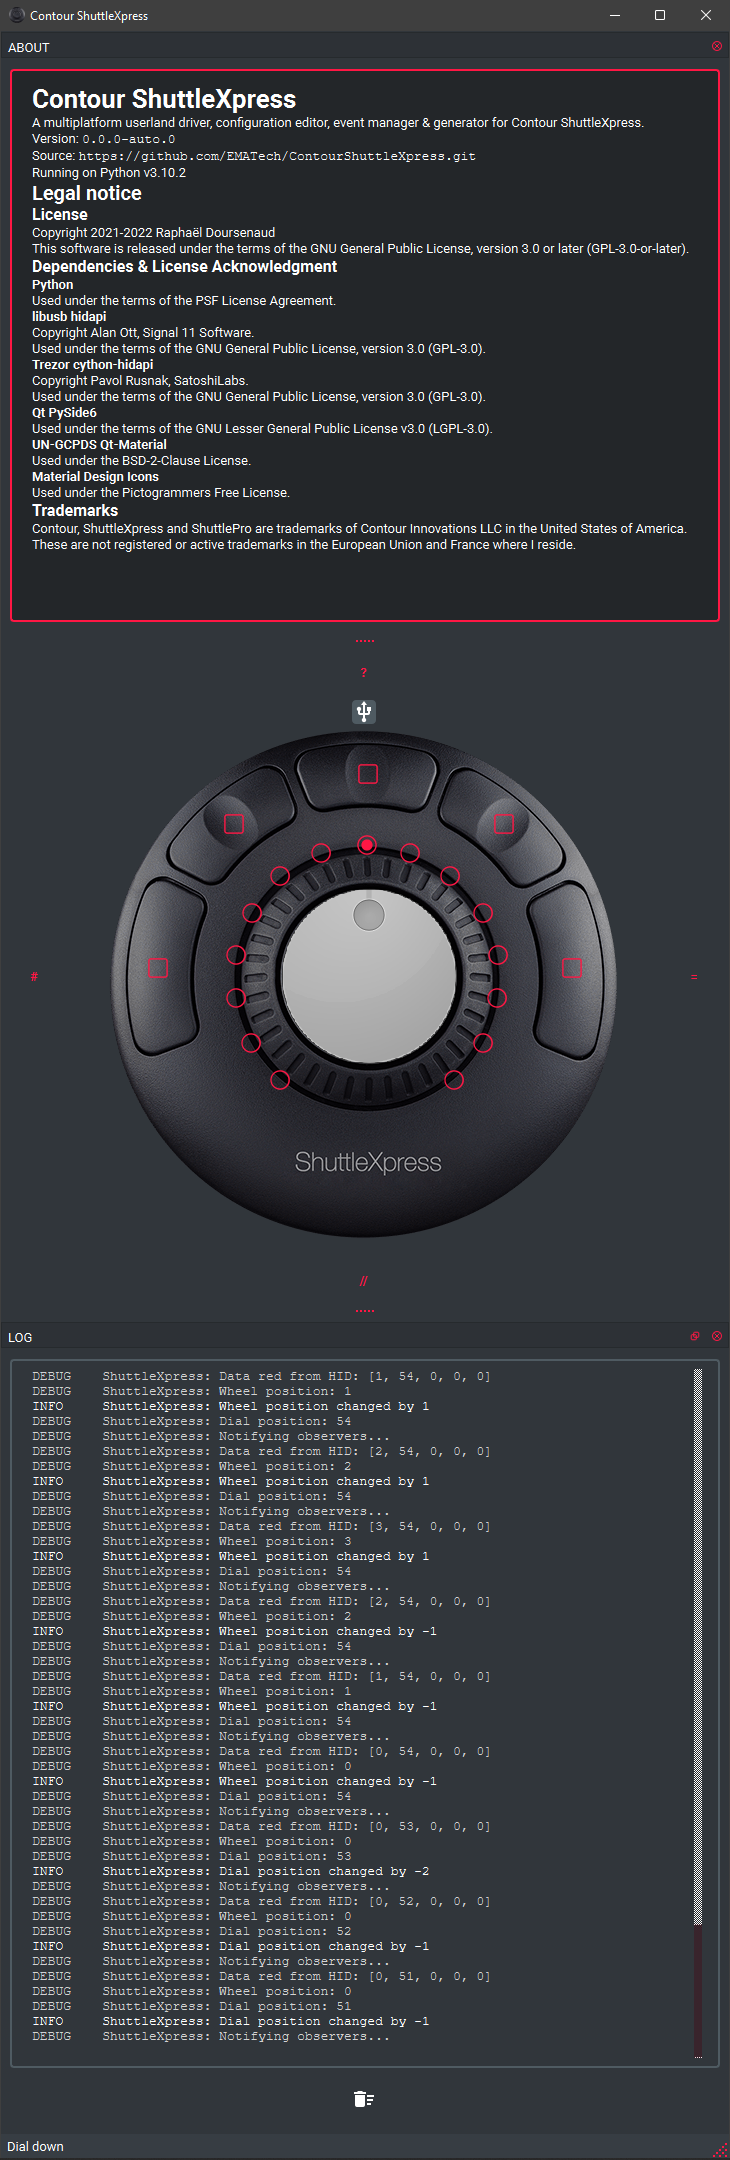 Contour ShuttleXpress
ABOUT
Contour ShuttleXpress
A multiplatform userland driver, configuration editor, event manager & generator for Contour ShuttleXpress.
Version: 0.0.0-auto.0
Source: https://github.com/EMATech/ContourShuttleXpress.git
Running on Python v3.10.2
Legal notice
License
Copyright 2021-2022 Raphaël Doursenaud
This software is released under the terms of the GNU General Public License, version 3.0 or later (GPL-3.0-or-later).
Dependencies & License Acknowledgment
Python
Used under the terms of the PSF License Agreement.
libusb hidapi
Copyright Alan Ott, Signal 11 Software.
Used under the terms of the GNU General Public License, version 3.0 (GPL-3.0).
Trezor cython-hidapi
Copyright Pavol Rusnak, SatoshiLabs.
Used under the terms of the GNU General Public License, version 3.0 (GPL-3.0).
Qt PySide6
Used under the terms of the GNU Lesser General Public License v3.0 (LGPL-3.0).
UN-GCPDS Qt-Material
Used under the BSD-2-Clause License.
Material Design Icons
Used under the Pictogrammers Free License.
Trademarks
Contour, ShuttleXpress and ShuttlePro are trademarks of Contour Innovations LLC in the United States of America.
These are not registered or active trademarks in the European Union and France where I reside.
?
#
=
ShuttleXpress
//
LOG
DEBUG ShuttleXpress: Data red from HID: [1, 54, 0, 0, 0]
DEBUG ShuttleXpress: Wheel position: 1
INFO ShuttleXpress: Wheel position changed by 1
DEBUG ShuttleXpress: Dial position: 54
DEBUG ShuttleXpress: Notifying observers...
DEBUG ShuttleXpress: Data red from HID: [2, 54, 0, 0, 0]
DEBUG ShuttleXpress: Wheel position: 2
INFO ShuttleXpress: Wheel position changed by 1
DEBUG ShuttleXpress: Dial position: 54
DEBUG ShuttleXpress: Notifying observers...
DEBUG ShuttleXpress: Data red from HID: [3, 54, 0, 0, 0]
DEBUG ShuttleXpress: Wheel position: 3
INFO ShuttleXpress: Wheel position changed by 1
DEBUG ShuttleXpress: Dial position: 54
DEBUG ShuttleXpress: Notifying observers...
DEBUG ShuttleXpress: Data red from HID: [2, 54, 0, 0, 0]
DEBUG ShuttleXpress: Wheel position: 2
INFO ShuttleXpress: Wheel position changed by -1
DEBUG ShuttleXpress: Dial position: 54
DEBUG ShuttleXpress: Notifying observers...
DEBUG ShuttleXpress: Data red from HID: [1, 54, 0, 0, 0]
DEBUG ShuttleXpress: Wheel position: 1
INFO ShuttleXpress: Wheel position changed by -1
DEBUG ShuttleXpress: Dial position: 54
DEBUG ShuttleXpress: Notifying observers...
DEBUG ShuttleXpress: Data red from HID: [0, 54, 0, 0, 0]
DEBUG ShuttleXpress: Wheel position: 0
INFO ShuttleXpress: Wheel position changed by -1
DEBUG ShuttleXpress: Dial position: 54
DEBUG ShuttleXpress: Notifying observers...
DEBUG ShuttleXpress: Data red from HID: [0, 53, 0, 0, 0]
DEBUG ShuttleXpress: Wheel position: 0
DEBUG ShuttleXpress: Dial position: 53
INFO ShuttleXpress: Dial position changed by -2
DEBUG ShuttleXpress: Notifying observers...
DEBUG ShuttleXpress: Data red from HID: [0, 52, 0, 0, 0]
DEBUG ShuttleXpress: Wheel position: 0
DEBUG ShuttleXpress: Dial position: 52
INFO ShuttleXpress: Dial position changed by -1
DEBUG ShuttleXpress: Notifying observers...
DEBUG ShuttleXpress: Data red from HID: [0, 51, 0, 0, 0]
DEBUG ShuttleXpress: Wheel position: 0
DEBUG ShuttleXpress: Dial position: 51
INFO ShuttleXpress: Dial position changed by -1
DEBUG ShuttleXpress: Notifying observers...
Dial down